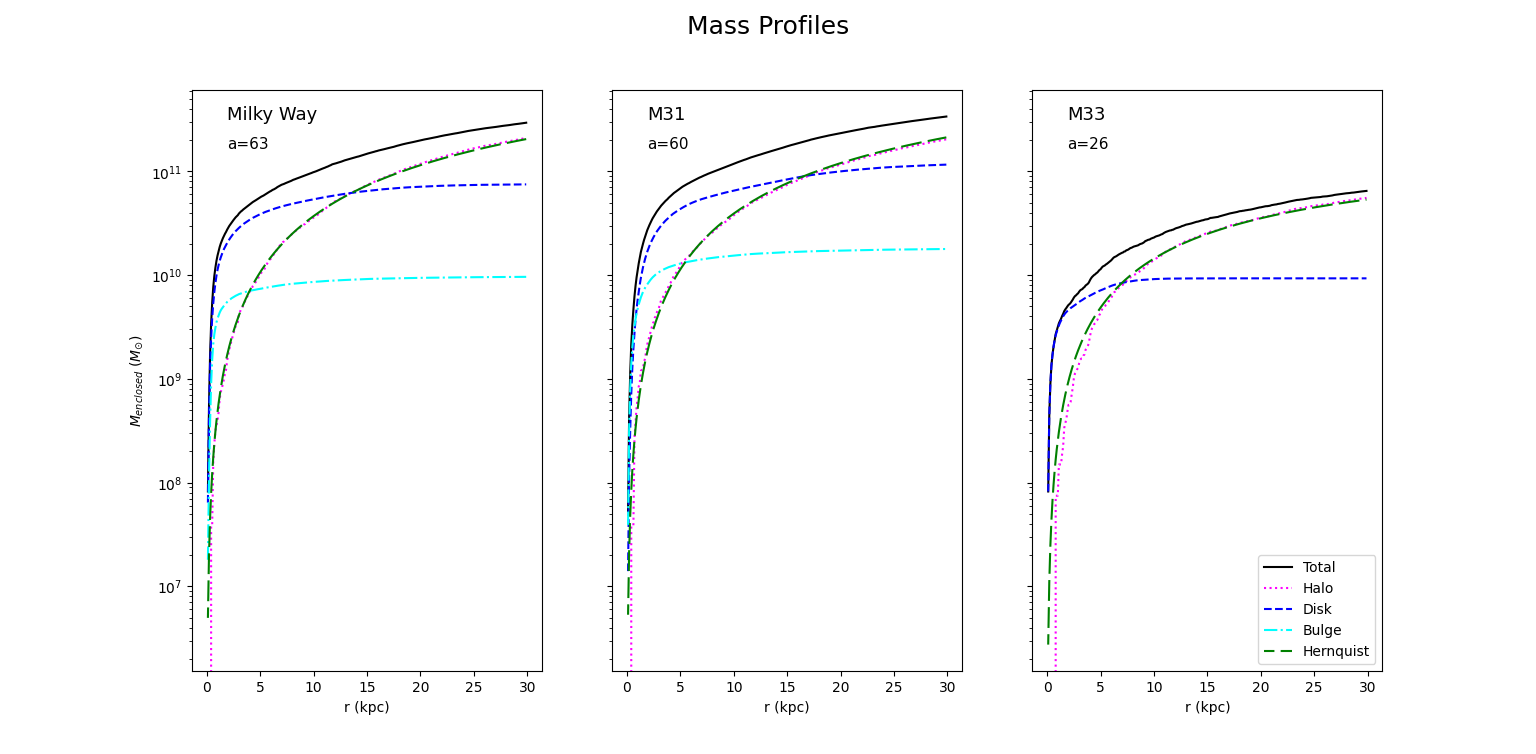 Mass Profiles
Milky Way
a=63
M31
a=60
M33
a=26
10¹¹
10¹⁰
10⁹
10⁸
10⁷
M_enclosed (M_⊙)
0 5 10 15 20 25 30
r (kpc)
0 5 10 15 20 25 30
r (kpc)
0 5 10 15 20 25 30
r (kpc)
Total
Halo
Disk
Bulge
Hernquist